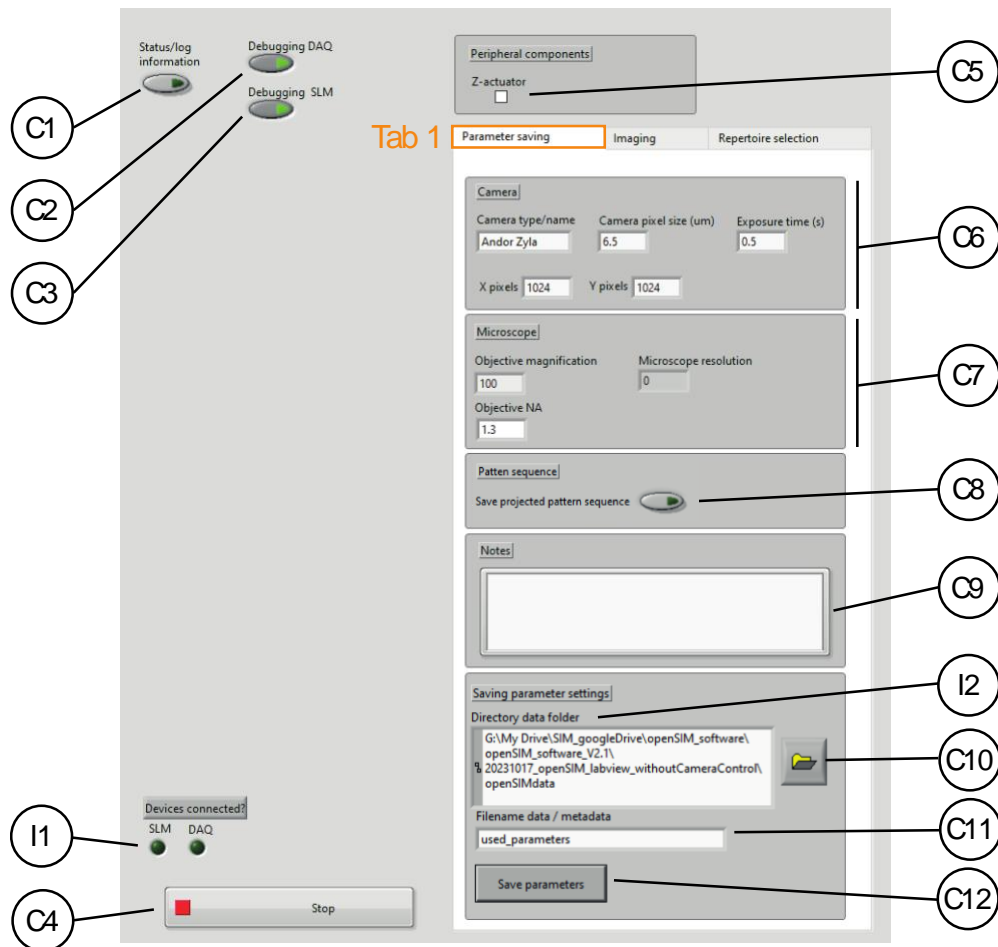 Status/log
information
Debugging DAQ
Debugging SLM
C1
C2
C3
Peripheral components
Z-actuator
C5
Tab 1
Parameter saving
Imaging
Repertoire selection
Camera
Camera type/name
Camera pixel size (um)
Exposure time (s)
Andor Zyla
6.5
0.5
X pixels 1024
Y pixels 1024
C6
Microscope
Objective magnification
Microscope resolution
100
0
Objective NA
1.3
C7
Patten sequence
Save projected pattern sequence
C8
Notes
C9
Saving parameter settings
Directory data folder
I2
G:\My Drive\SIM_googleDrive\openSIM_software\
openSIM_software_V2.1\
20231017_openSIM_labview_withoutCameraControl\
openSIMdata
C10
Filename data / metadata
used_parameters
C11
Save parameters
C12
Devices connected?
SLM DAQ
I1
Stop
C4